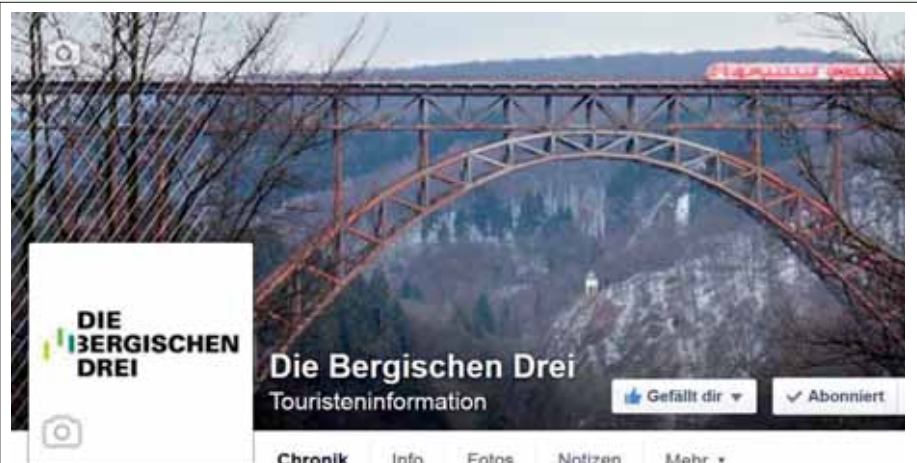 DIE
BERGISCHEN
DREI
Die Bergischen Drei
Touristeninformation
Gefällt dir
Abonniert
Chronik Info Fotos Notizen Mehr